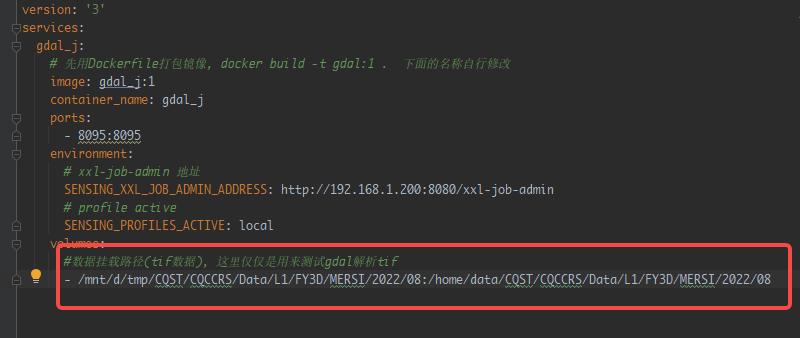 version: '3'
services:
gdal_j:
# 先用Dockerfile打包镜像, docker build -t gdal:1 . 下面的名称自行修改
image: gdal_j:1
container_name: gdal_j
ports:
- 8095:8095
environment:
# xxl-job-admin 地址
SENSING_XXL_JOB_ADMIN_ADDRESS: http://192.168.1.200:8080/xxl-job-admin
# profile active
SENSING_PROFILES_ACTIVE: local
volumes:
#数据挂载路径(tif数据), 这里仅仅是用来测试gdal解析tif
- /mnt/d/tmp/CQST/CQCCRS/Data/L1/FY3D/MERSI/2022/08:/home/data/CQST/CQCCRS/Data/L1/FY3D/MERSI/2022/08